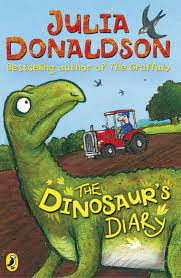 JULIA
DONALDSON
Bestselling author of The Gruffalo
THE
DINOSAUR'S
DIARY